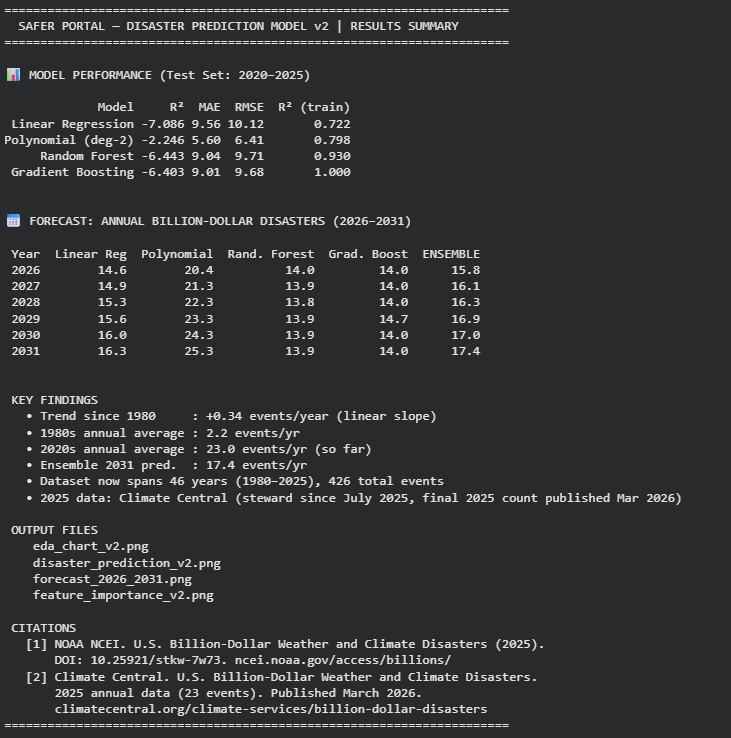 ======================================================================
SAFER PORTAL — DISASTER PREDICTION MODEL v2 | RESULTS SUMMARY
======================================================================
📊 MODEL PERFORMANCE (Test Set: 2020–2025)
Model R² MAE RMSE R² (train)
Linear Regression -7.086 9.56 10.12 0.722
Polynomial (deg-2) -2.246 5.60 6.41 0.798
Random Forest -6.443 9.04 9.71 0.930
Gradient Boosting -6.403 9.01 9.68 1.000
📅 FORECAST: ANNUAL BILLION-DOLLAR DISASTERS (2026–2031)
Year Linear Reg Polynomial Rand. Forest Grad. Boost ENSEMBLE
2026 14.6 20.4 14.0 14.0 15.8
2027 14.9 21.3 13.9 14.0 16.1
2028 15.3 22.3 13.8 14.0 16.3
2029 15.6 23.3 13.9 14.7 16.9
2030 16.0 24.3 13.9 14.0 17.0
2031 16.3 25.3 13.9 14.0 17.4
KEY FINDINGS
• Trend since 1980 : +0.34 events/year (linear slope)
• 1980s annual average : 2.2 events/yr
• 2020s annual average : 23.0 events/yr (so far)
• Ensemble 2031 pred. : 17.4 events/yr
• Dataset now spans 46 years (1980–2025), 426 total events
• 2025 data: Climate Central (steward since July 2025, final 2025 count published Mar 2026)
OUTPUT FILES
eda_chart_v2.png
disaster_prediction_v2.png
forecast_2026_2031.png
feature_importance_v2.png
CITATIONS
[1] NOAA NCEI. U.S. Billion-Dollar Weather and Climate Disasters (2025).
DOI: 10.25921/stkw-7w73. ncei.noaa.gov/access/billions/
[2] Climate Central. U.S. Billion-Dollar Weather and Climate Disasters.
2025 annual data (23 events). Published March 2026.
climatecentral.org/climate-services/billion-dollar-disasters
======================================================================